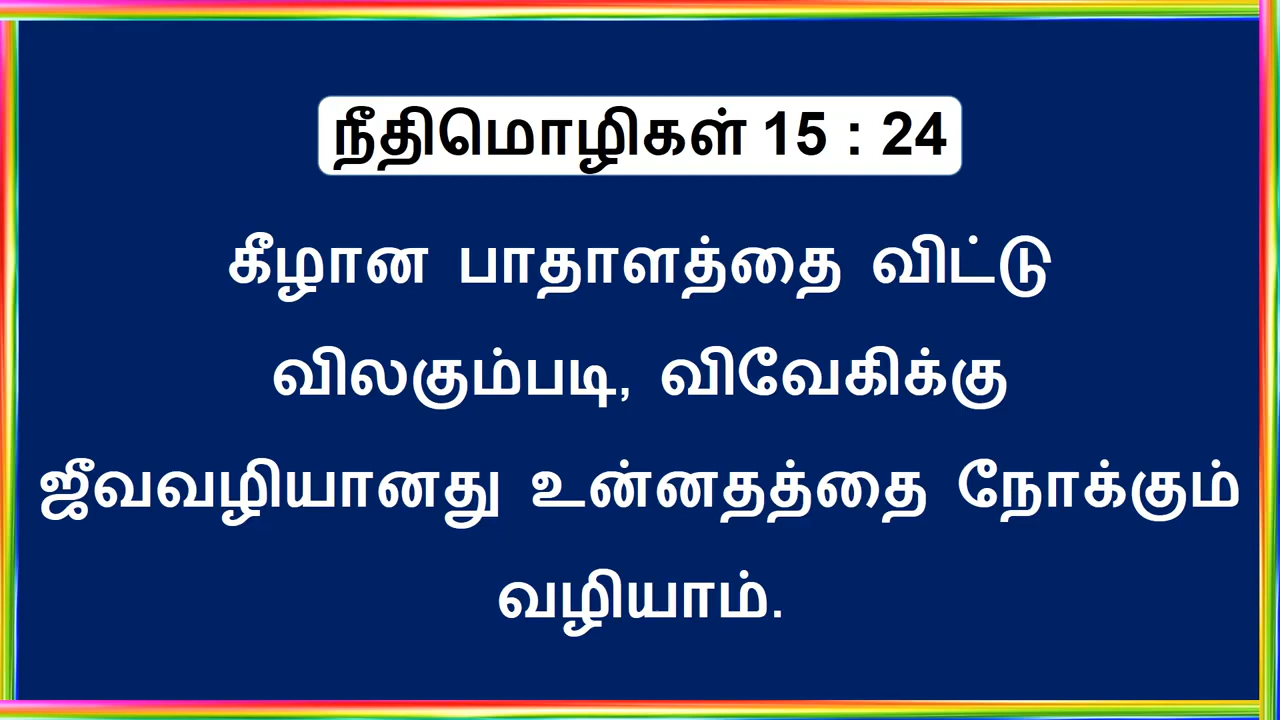 நீதிமொழிகள் 15 : 24
கீழான பாதாளத்தை விட்டு
விலகும்படி, விவேகிக்கு
ஜீவவழியானது உன்னதத்தை நோக்கும்
வழியாம்.